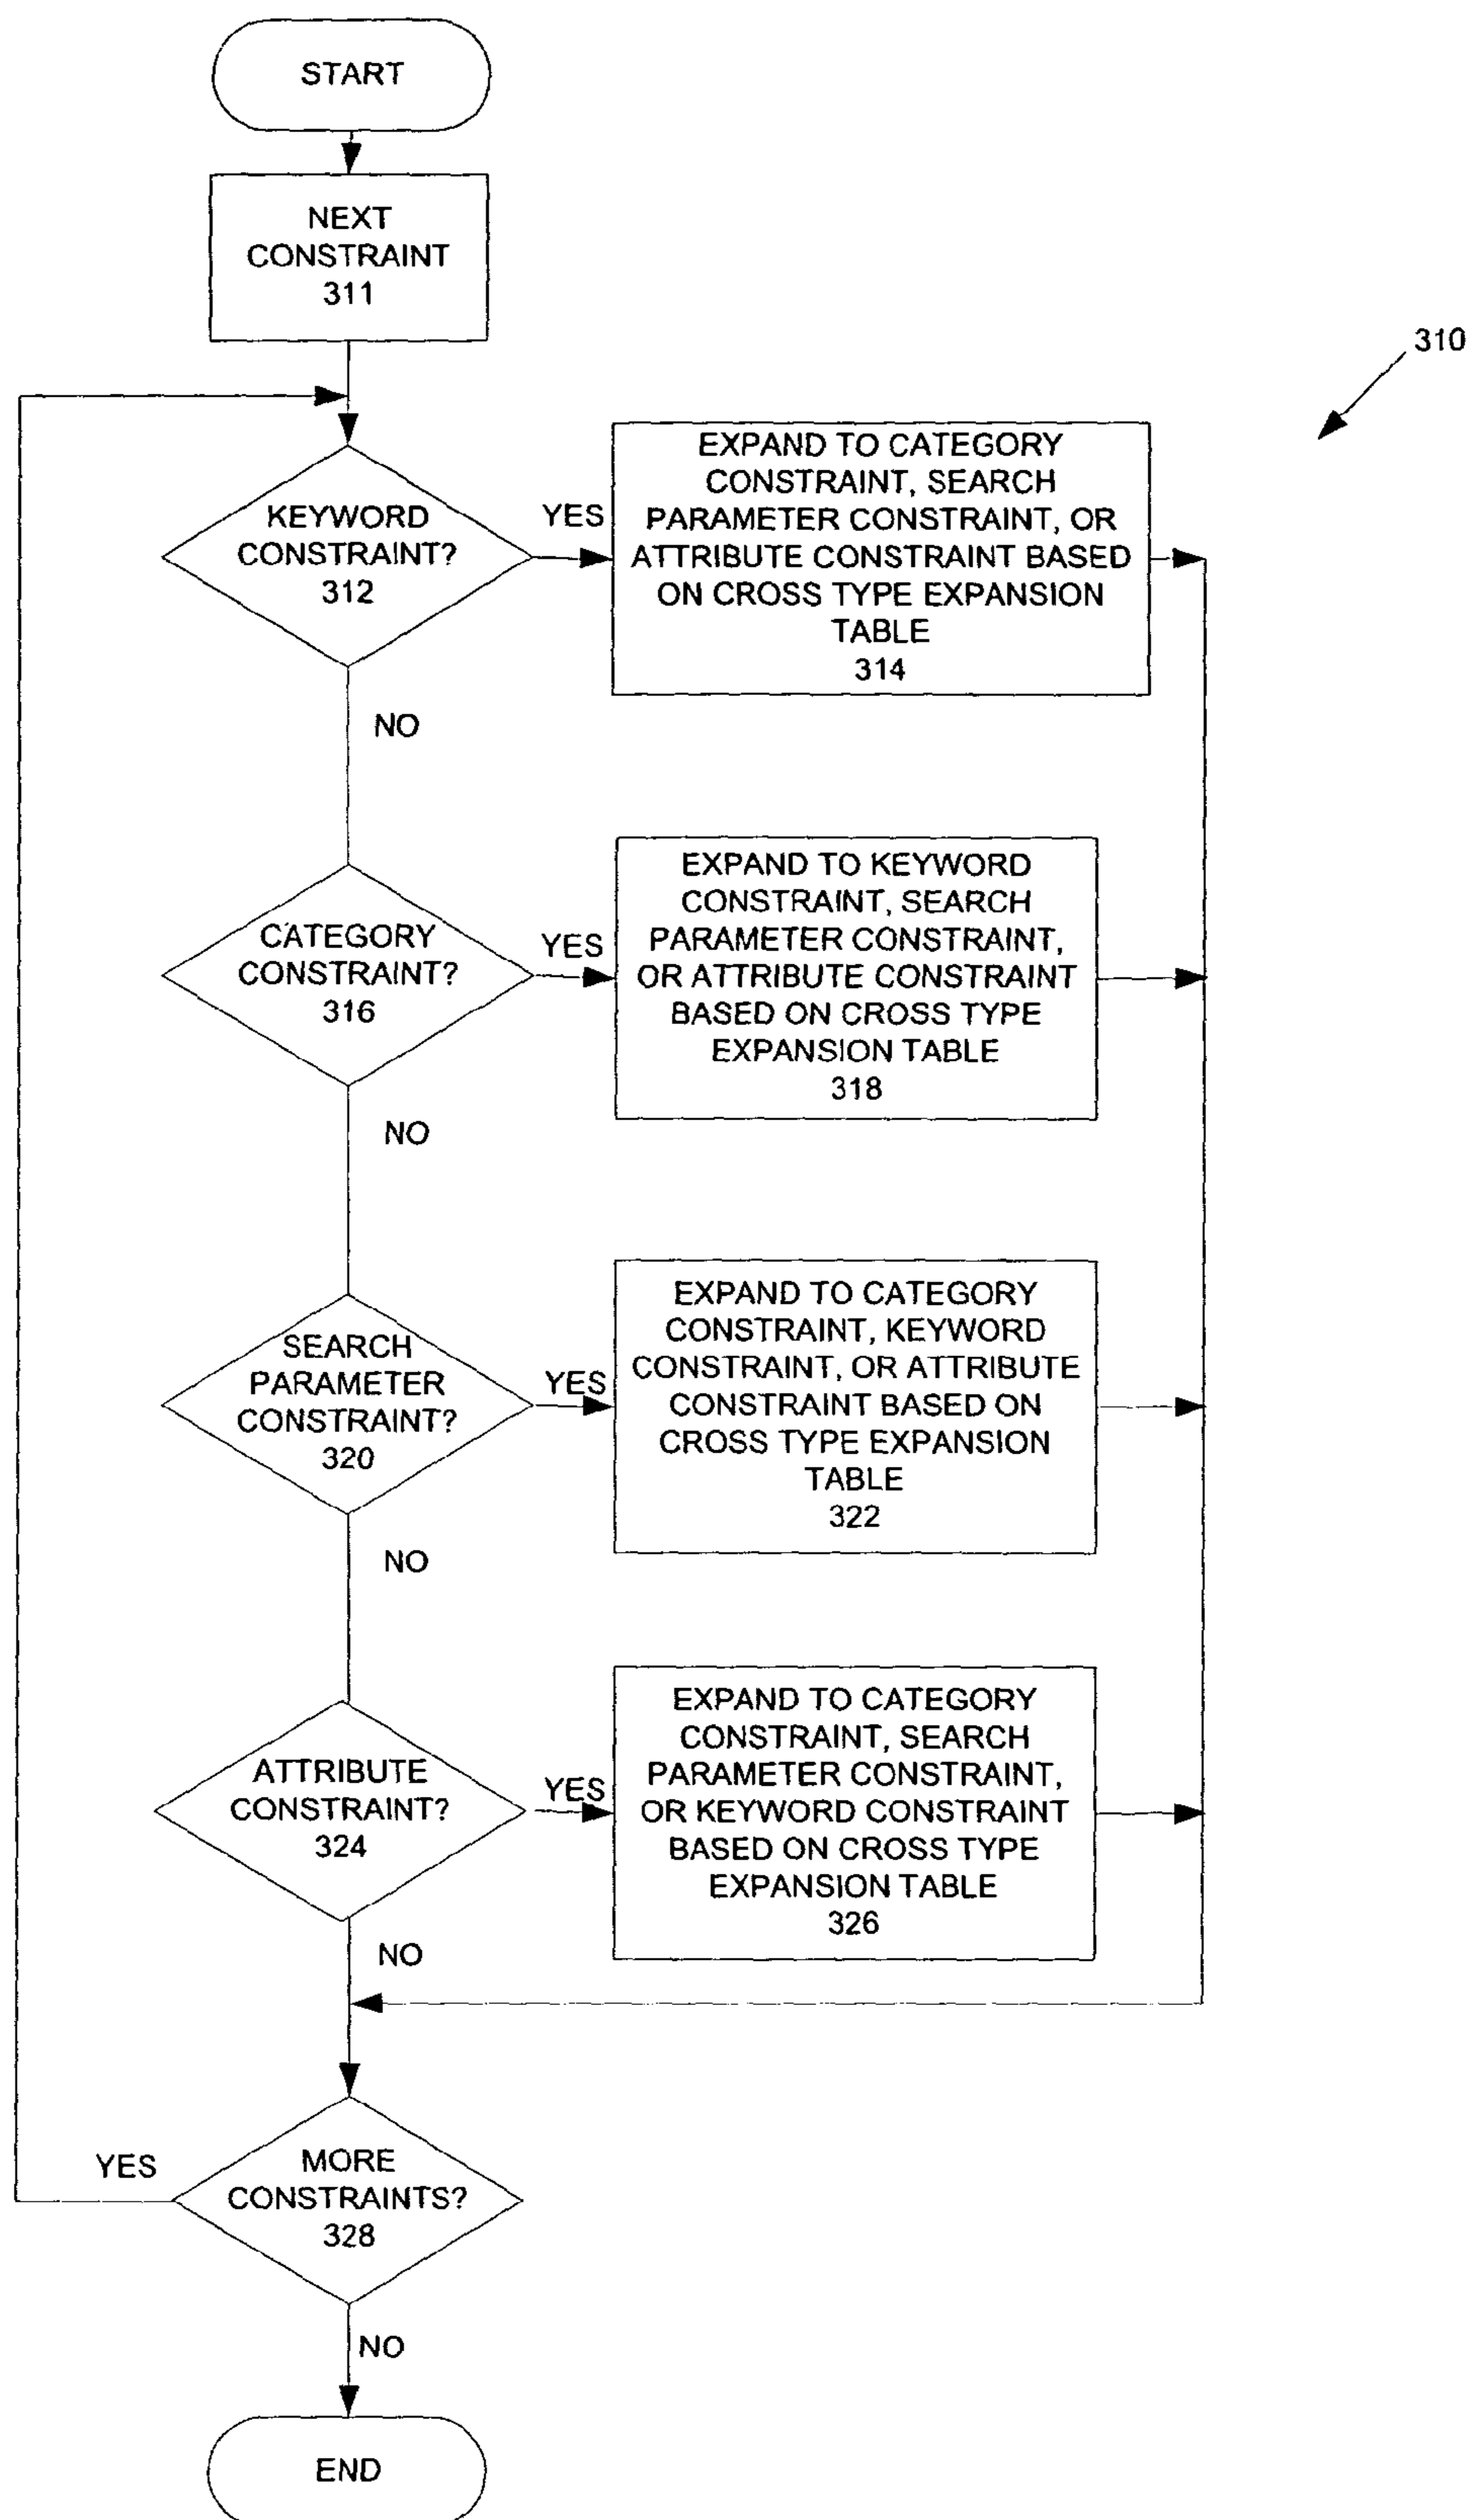 START
NEXT
CONSTRAINT
311
310
KEYWORD
CONSTRAINT?
312
YES
EXPAND TO CATEGORY
CONSTRAINT, SEARCH
PARAMETER CONSTRAINT, OR
ATTRIBUTE CONSTRAINT BASED
ON CROSS TYPE EXPANSION
TABLE
314
NO
CATEGORY
CONSTRAINT?
316
YES
EXPAND TO KEYWORD
CONSTRAINT, SEARCH
PARAMETER CONSTRAINT,
OR ATTRIBUTE CONSTRAINT
BASED ON CROSS TYPE
EXPANSION TABLE
318
NO
SEARCH
PARAMETER
CONSTRAINT?
320
YES
EXPAND TO CATEGORY
CONSTRAINT, KEYWORD
CONSTRAINT, OR ATTRIBUTE
CONSTRAINT BASED ON
CROSS TYPE EXPANSION
TABLE
322
NO
ATTRIBUTE
CONSTRAINT?
324
YES
EXPAND TO CATEGORY
CONSTRAINT, SEARCH
PARAMETER CONSTRAINT,
OR KEYWORD CONSTRAINT
BASED ON CROSS TYPE
EXPANSION TABLE
326
NO
MORE
CONSTRAINTS?
328
YES
NO
END